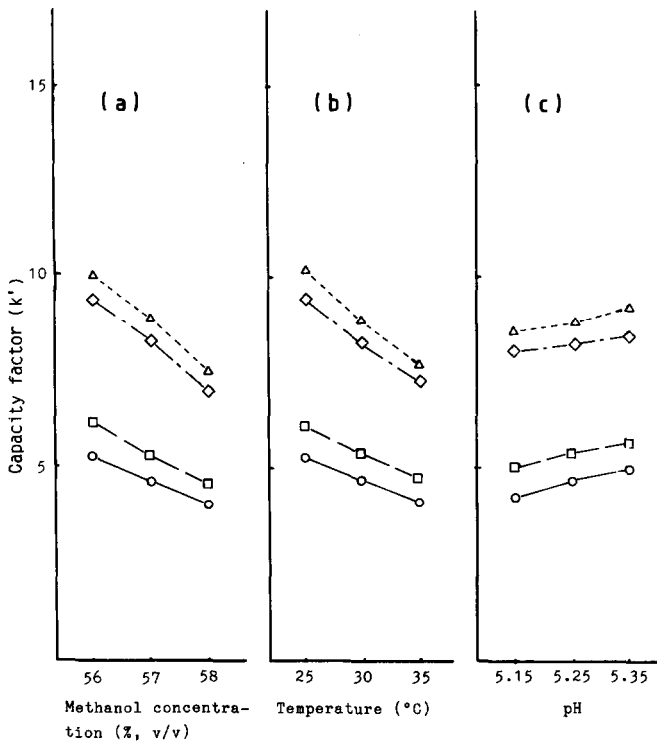 Capacity factor (k')
15
10
5
0
(a)
(b)
(c)
56 57 58
25 30 35
5.15 5.25 5.35
Methanol concentra-
tion (%, v/v)
Temperature (°C)
pH